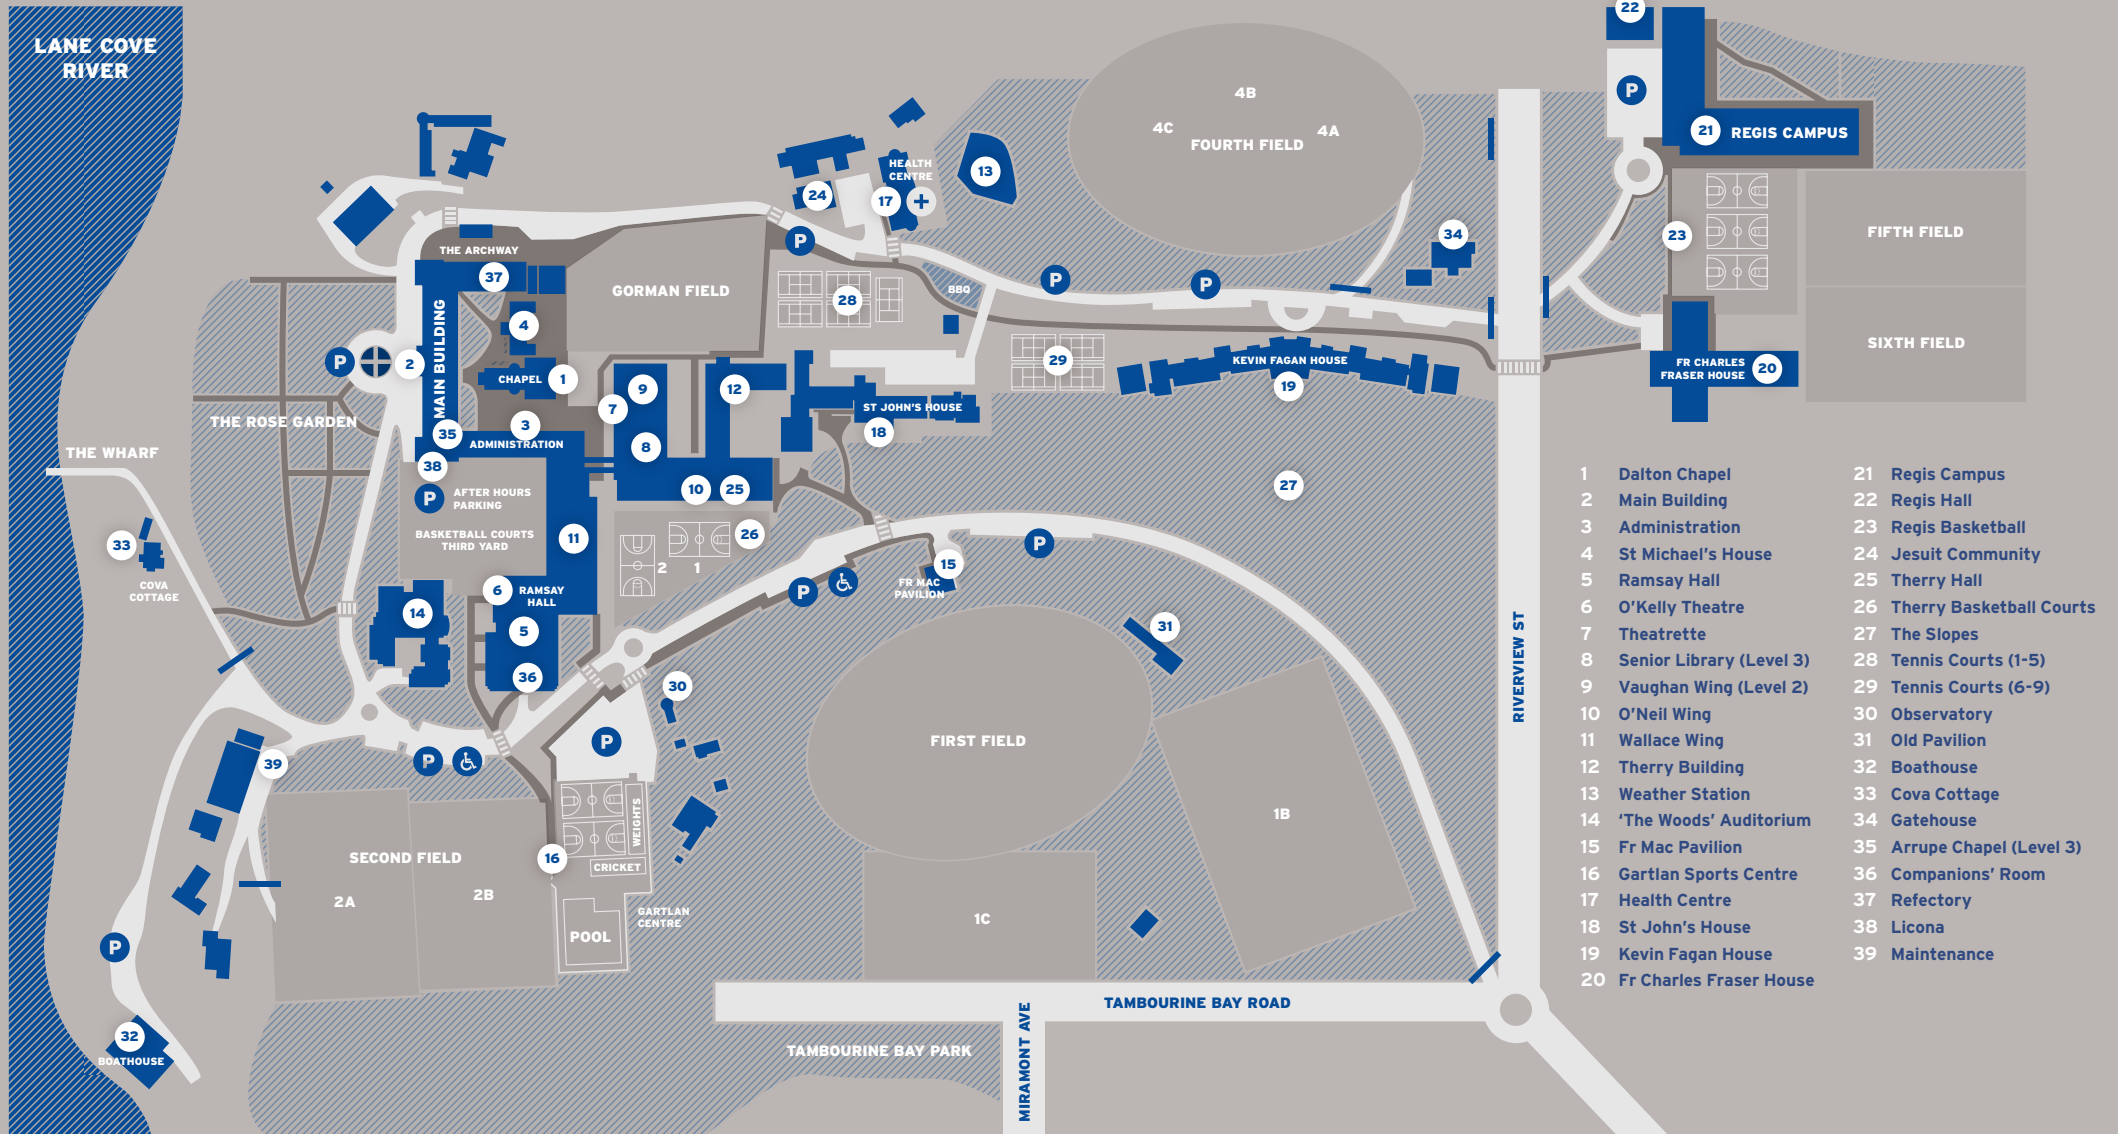 LANE COVE
RIVER
22
P
4B
4C
4A
FOURTH FIELD
21 REGIS CAMPUS
HEALTH
CENTRE
13
24
17
+
P
THE ARCHWAY
37
34
23
FIFTH FIELD
GORMAN FIELD
28
BBQ
P
P
4
MAIN BUILDING
P
2
CHAPEL 1
9
12
7
29
KEVIN FAGAN HOUSE
19
SIXTH FIELD
FR CHARLES
FRASER HOUSE
20
THE ROSE GARDEN
35
3
ADMINISTRATION
8
ST JOHN'S HOUSE
18
THE WHARF
38
P
AFTER HOURS
PARKING
10
25
27
33
COVA
COTTAGE
BASKETBALL COURTS
THIRD YARD
11
26
2 1
P
15
FR MAC
PAVILION
P
6
RAMSAY
HALL
14
5
36
31
30
RIVERVIEW ST
P
FIRST FIELD
P
39
1B
SECOND FIELD
2A
2B
16
WEIGHTS
CRICKET
GARTLAN
CENTRE
POOL
1C
P
32
BOATHOUSE
TAMBOURINE BAY ROAD
TAMBOURINE BAY PARK
MIRAMONT AVE
1 Dalton Chapel
2 Main Building
3 Administration
4 St Michael's House
5 Ramsay Hall
6 O'Kelly Theatre
7 Theatrette
8 Senior Library (Level 3)
9 Vaughan Wing (Level 2)
10 O'Neil Wing
11 Wallace Wing
12 Therry Building
13 Weather Station
14 ‘The Woods’ Auditorium
15 Fr Mac Pavilion
16 Gartlan Sports Centre
17 Health Centre
18 St John's House
19 Kevin Fagan House
20 Fr Charles Fraser House
21 Regis Campus
22 Regis Hall
23 Regis Basketball
24 Jesuit Community
25 Therry Hall
26 Therry Basketball Courts
27 The Slopes
28 Tennis Courts (1-5)
29 Tennis Courts (6-9)
30 Observatory
31 Old Pavilion
32 Boathouse
33 Cova Cottage
34 Gatehouse
35 Arrupe Chapel (Level 3)
36 Companions' Room
37 Refectory
38 Licona
39 Maintenance